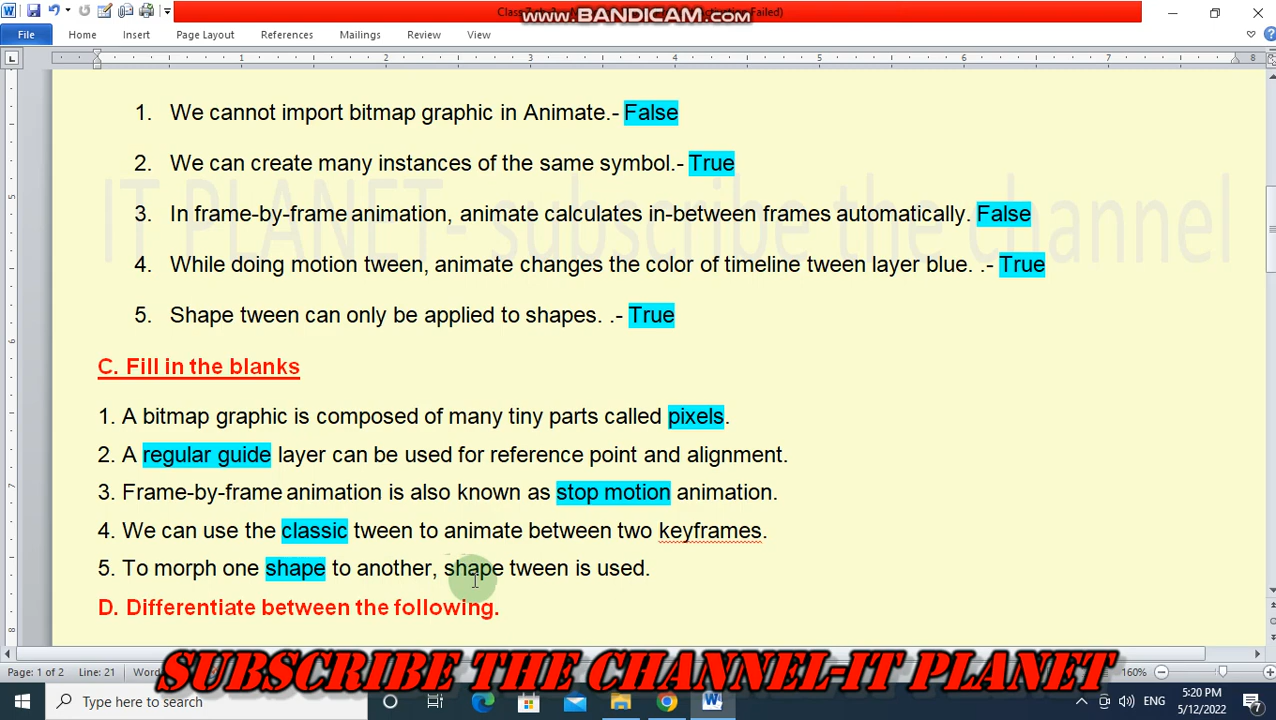 www.BANDICAM.com
File Home Insert Page Layout References Mailings Review View
1. We cannot import bitmap graphic in Animate.- False
2. We can create many instances of the same symbol.- True
3. In frame-by-frame animation, animate calculates in-between frames automatically. False
4. While doing motion tween, animate changes the color of timeline tween layer blue. .- True
5. Shape tween can only be applied to shapes. .- True
IT PLANET- subscribe the channel
C. Fill in the blanks
1. A bitmap graphic is composed of many tiny parts called pixels.
2. A regular guide layer can be used for reference point and alignment.
3. Frame-by-frame animation is also known as stop motion animation.
4. We can use the classic tween to animate between two keyframes.
5. To morph one shape to another, shape tween is used.
D. Differentiate between the following.
Page: 1 of 2 Line: 21 Word 160%
SUBSCRIBE THE CHANNEL-IT PLANET
Type here to search
ENG
5:20 PM
5/12/2022